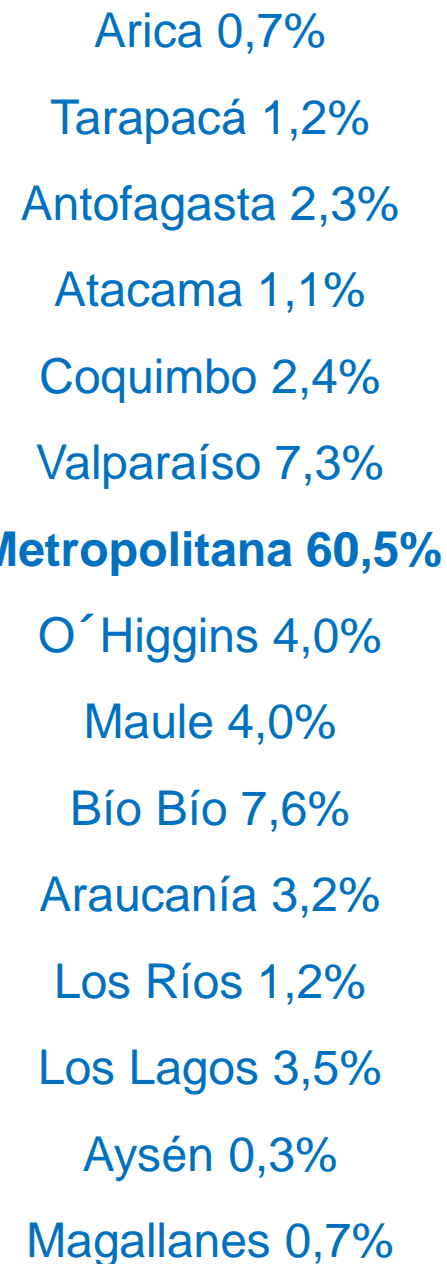 Arica 0,7%
Tarapacá 1,2%
Antofagasta 2,3%
Atacama 1,1%
Coquimbo 2,4%
Valparaíso 7,3%
Metropolitana 60,5%
O´Higgins 4,0%
Maule 4,0%
Bío Bío 7,6%
Araucanía 3,2%
Los Ríos 1,2%
Los Lagos 3,5%
Aysén 0,3%
Magallanes 0,7%